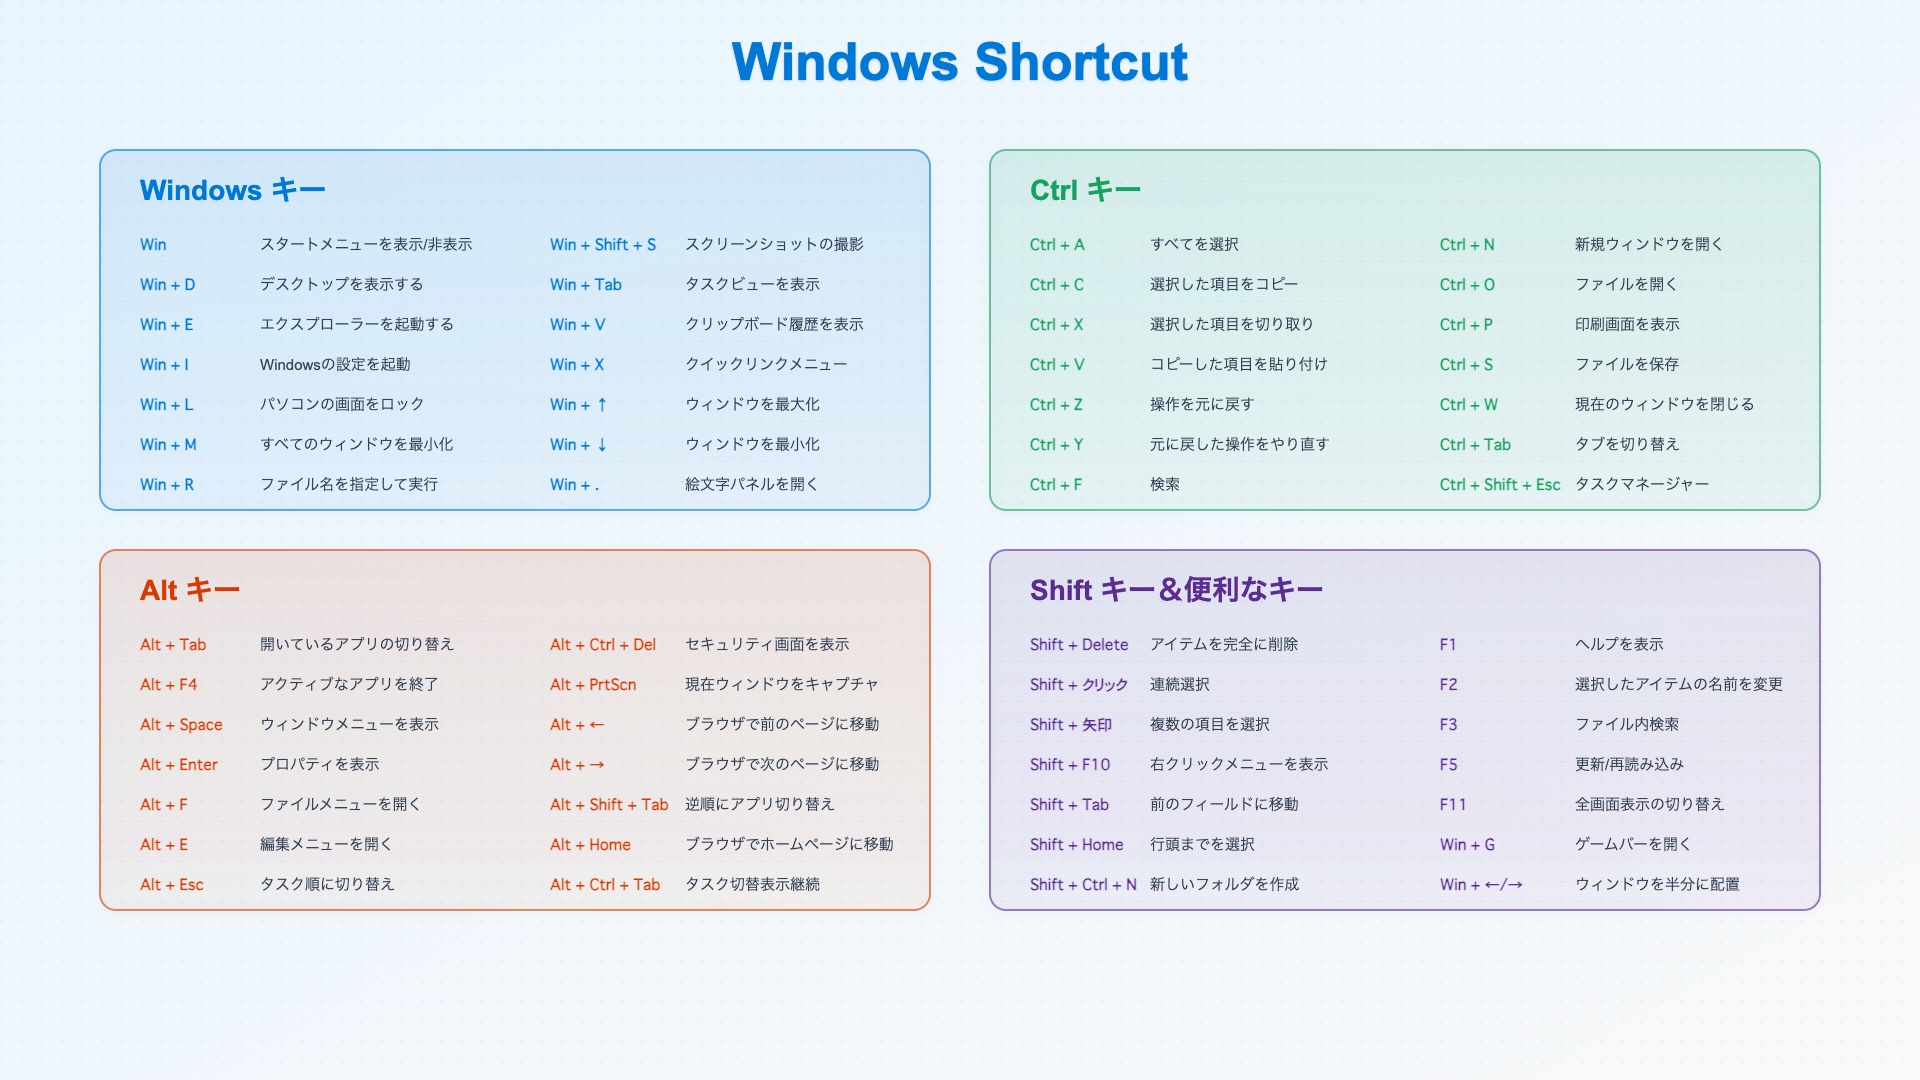 Windows Shortcut
Windows キー
Win スタートメニューを表示/非表示
Win + D デスクトップを表示する
Win + E エクスプローラーを起動する
Win + I Windowsの設定を起動
Win + L パソコンの画面をロック
Win + M すべてのウィンドウを最小化
Win + R ファイル名を指定して実行
Win + Shift + S スクリーンショットの撮影
Win + Tab タスクビューを表示
Win + V クリップボード履歴を表示
Win + X クイックリンクメニュー
Win + ↑ ウィンドウを最大化
Win + ↓ ウィンドウを最小化
Win + . 絵文字パネルを開く
Ctrl キー
Ctrl + A すべてを選択
Ctrl + C 選択した項目をコピー
Ctrl + X 選択した項目を切り取り
Ctrl + V コピーした項目を貼り付け
Ctrl + Z 操作を元に戻す
Ctrl + Y 元に戻した操作をやり直す
Ctrl + F 検索
Ctrl + N 新規ウィンドウを開く
Ctrl + O ファイルを開く
Ctrl + P 印刷画面を表示
Ctrl + S ファイルを保存
Ctrl + W 現在のウィンドウを閉じる
Ctrl + Tab タブを切り替え
Ctrl + Shift + Esc タスクマネージャー
Alt キー
Alt + Tab 開いているアプリの切り替え
Alt + F4 アクティブなアプリを終了
Alt + Space ウィンドウメニューを表示
Alt + Enter プロパティを表示
Alt + F ファイルメニューを開く
Alt + E 編集メニューを開く
Alt + Esc タスク順に切り替え
Alt + Ctrl + Del セキュリティ画面を表示
Alt + PrtScn 現在ウィンドウをキャプチャ
Alt + ← ブラウザで前のページに移動
Alt + → ブラウザで次のページに移動
Alt + Shift + Tab 逆順にアプリ切り替え
Alt + Home ブラウザでホームページに移動
Alt + Ctrl + Tab タスク切替表示継続
Shift キー＆便利なキー
Shift + Delete アイテムを完全に削除
Shift + クリック 連続選択
Shift + 矢印 複数の項目を選択
Shift + F10 右クリックメニューを表示
Shift + Tab 前のフィールドに移動
Shift + Home 行頭までを選択
Shift + Ctrl + N 新しいフォルダを作成
F1 ヘルプを表示
F2 選択したアイテムの名前を変更
F3 ファイル内検索
F5 更新/再読み込み
F11 全画面表示の切り替え
Win + G ゲームバーを開く
Win + ←/→ ウィンドウを半分に配置